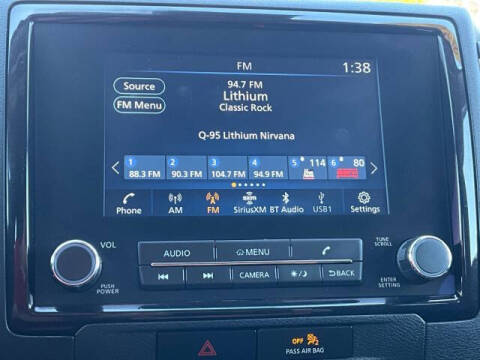 FM
1:38
Source
FM Menu
94.7 FM
Lithium
Classic Rock
Q-95 Lithium Nirvana
1 2 3 4 5 114 6 80
88.3 FM 90.3 FM 104.7 FM 94.9 FM
Phone AM FM SiriusXM BT Audio USB1 Settings
VOL
PUSH POWER
AUDIO MENU
CAMERA BACK
TUNE SCROLL
ENTER SETTING
OFF
PASS AIR BAG